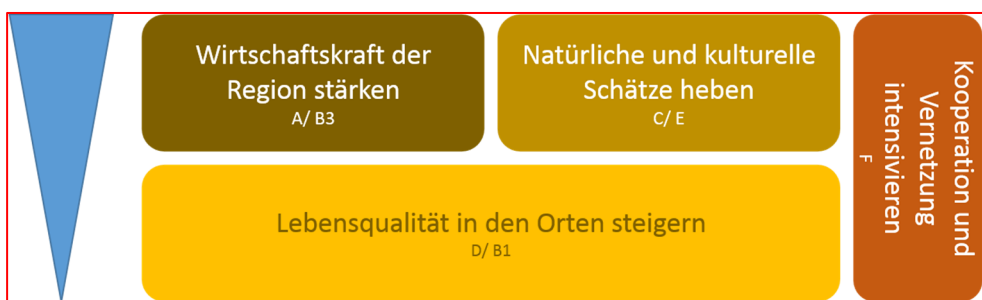 Wirtschaftskraft der
Region stärken
A/ B3
Natürliche und kulturelle
Schätze heben
C/ E
Lebensqualität in den Orten steigern
D/ B1
Kooperation und
Vernetzung
intensivieren
F